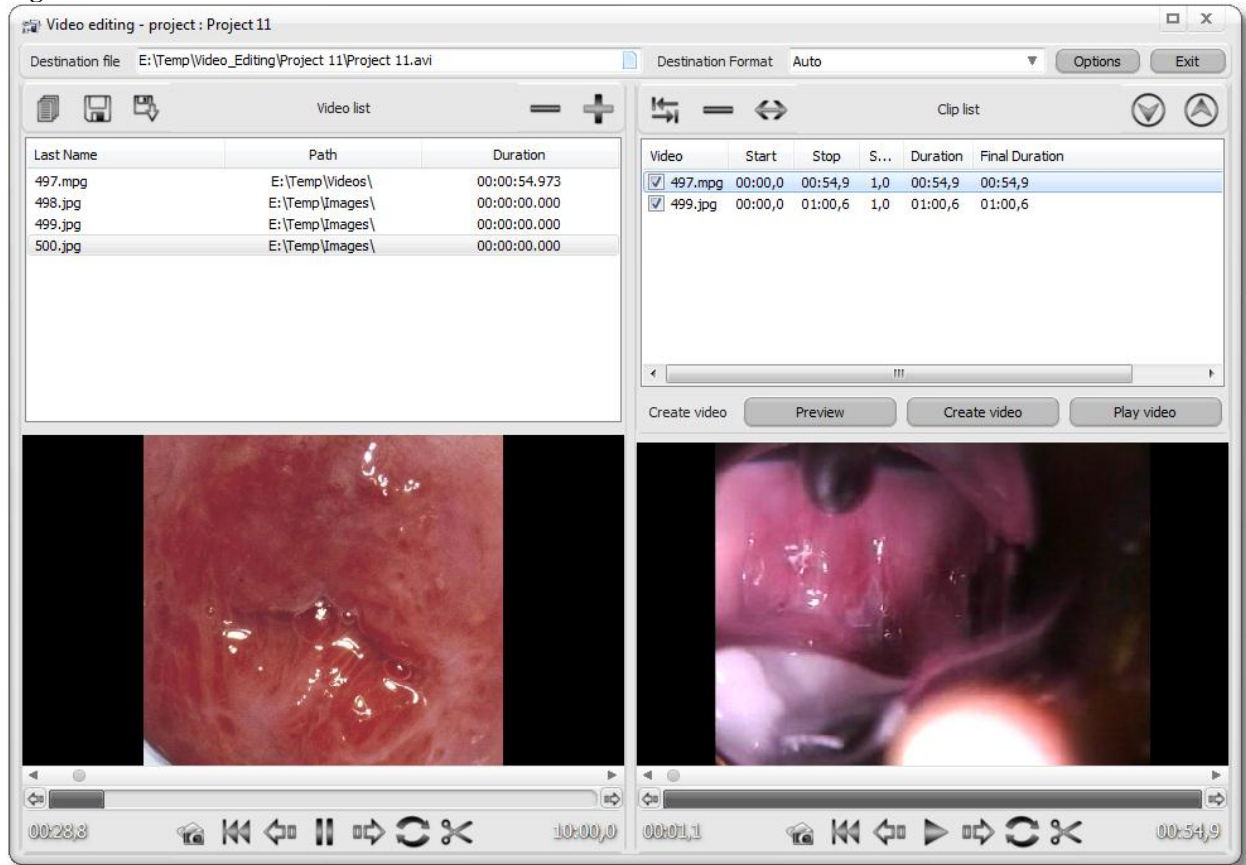 Video editing - project : Project 11
Destination file E:\Temp\Video_Editing\Project 11\Project 11.avi Destination Format Auto Options Exit
Video list
Clip list
Last Name Path Duration
497.mpg E:\Temp\Videos\ 00:00:54.973
498.jpg E:\Temp\Images\ 00:00:00.000
499.jpg E:\Temp\Images\ 00:00:00.000
500.jpg E:\Temp\Images\ 00:00:00.000
Video Start Stop S... Duration Final Duration
497.mpg 00:00,0 00:54,9 1,0 00:54,9 00:54,9
499.jpg 00:00,0 01:00,6 1,0 01:00,6 01:00,6
Create video Preview Create video Play video
00:28,8 10:00,0
00:01,1 00:54,9